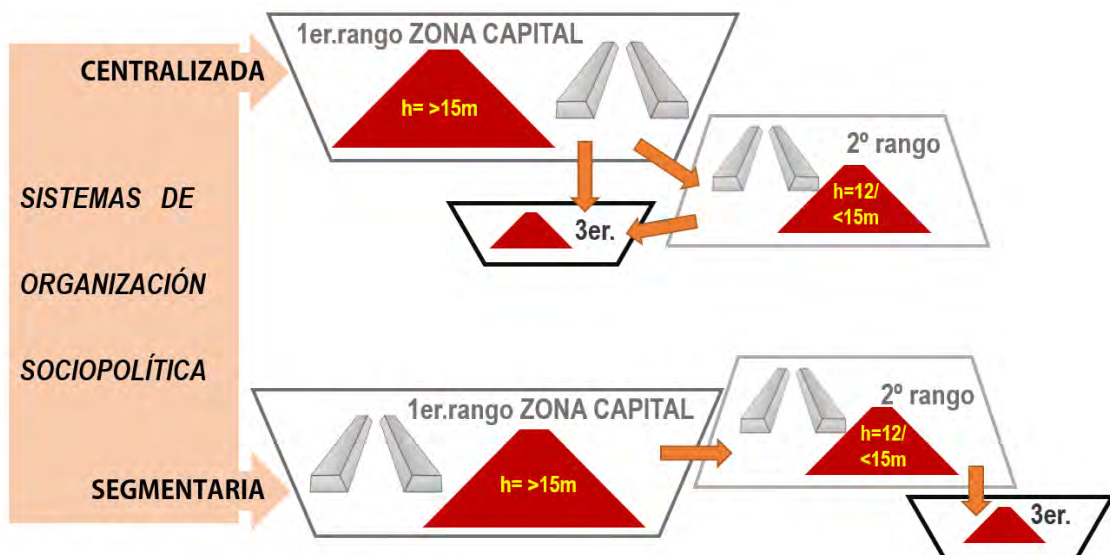 1er.rango ZONA CAPITAL
CENTRALIZADA
h= >15m
2º rango
h=12/
<15m
3er.
SISTEMAS DE
ORGANIZACIÓN
SOCIOPOLÍTICA
1er.rango ZONA CAPITAL
2º rango
h=12/
<15m
SEGMENTARIA
h= >15m
3er.